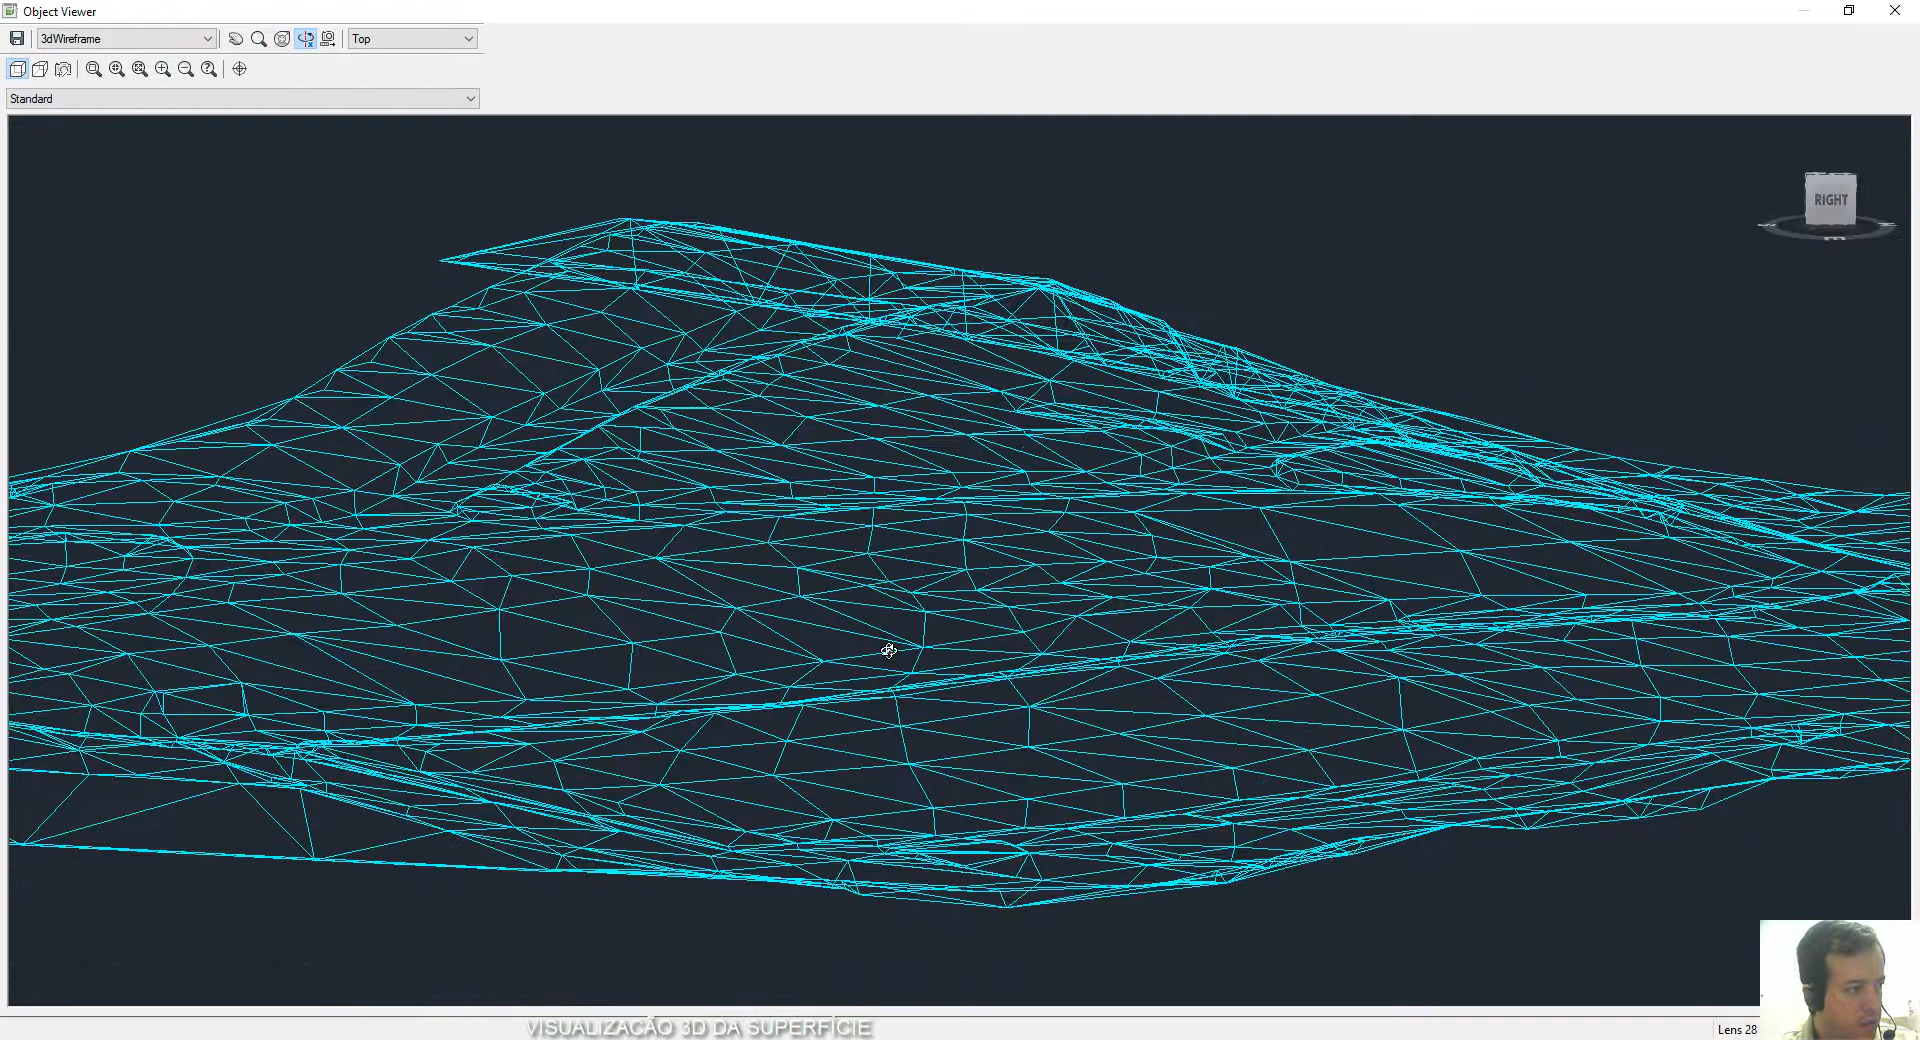 Object Viewer
3dWireframe
Top
Standard
RIGHT
VISUALIZAÇÃO 3D DA SUPERFÍCIE
Lens 28